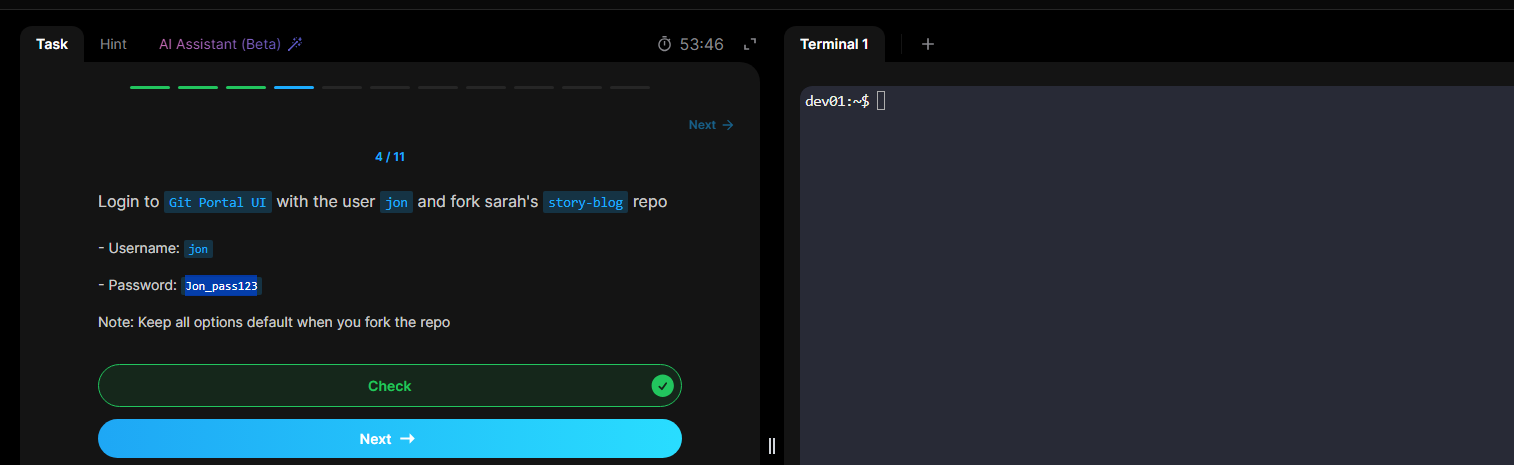 Task Hint AI Assistant (Beta) 53:46
Next →
4 / 11
Login to Git Portal UI with the user jon and fork sarah's story-blog repo
- Username: jon
- Password: Jon_pass123
Note: Keep all options default when you fork the repo
Check
Next →
Terminal 1 +
dev01:~$